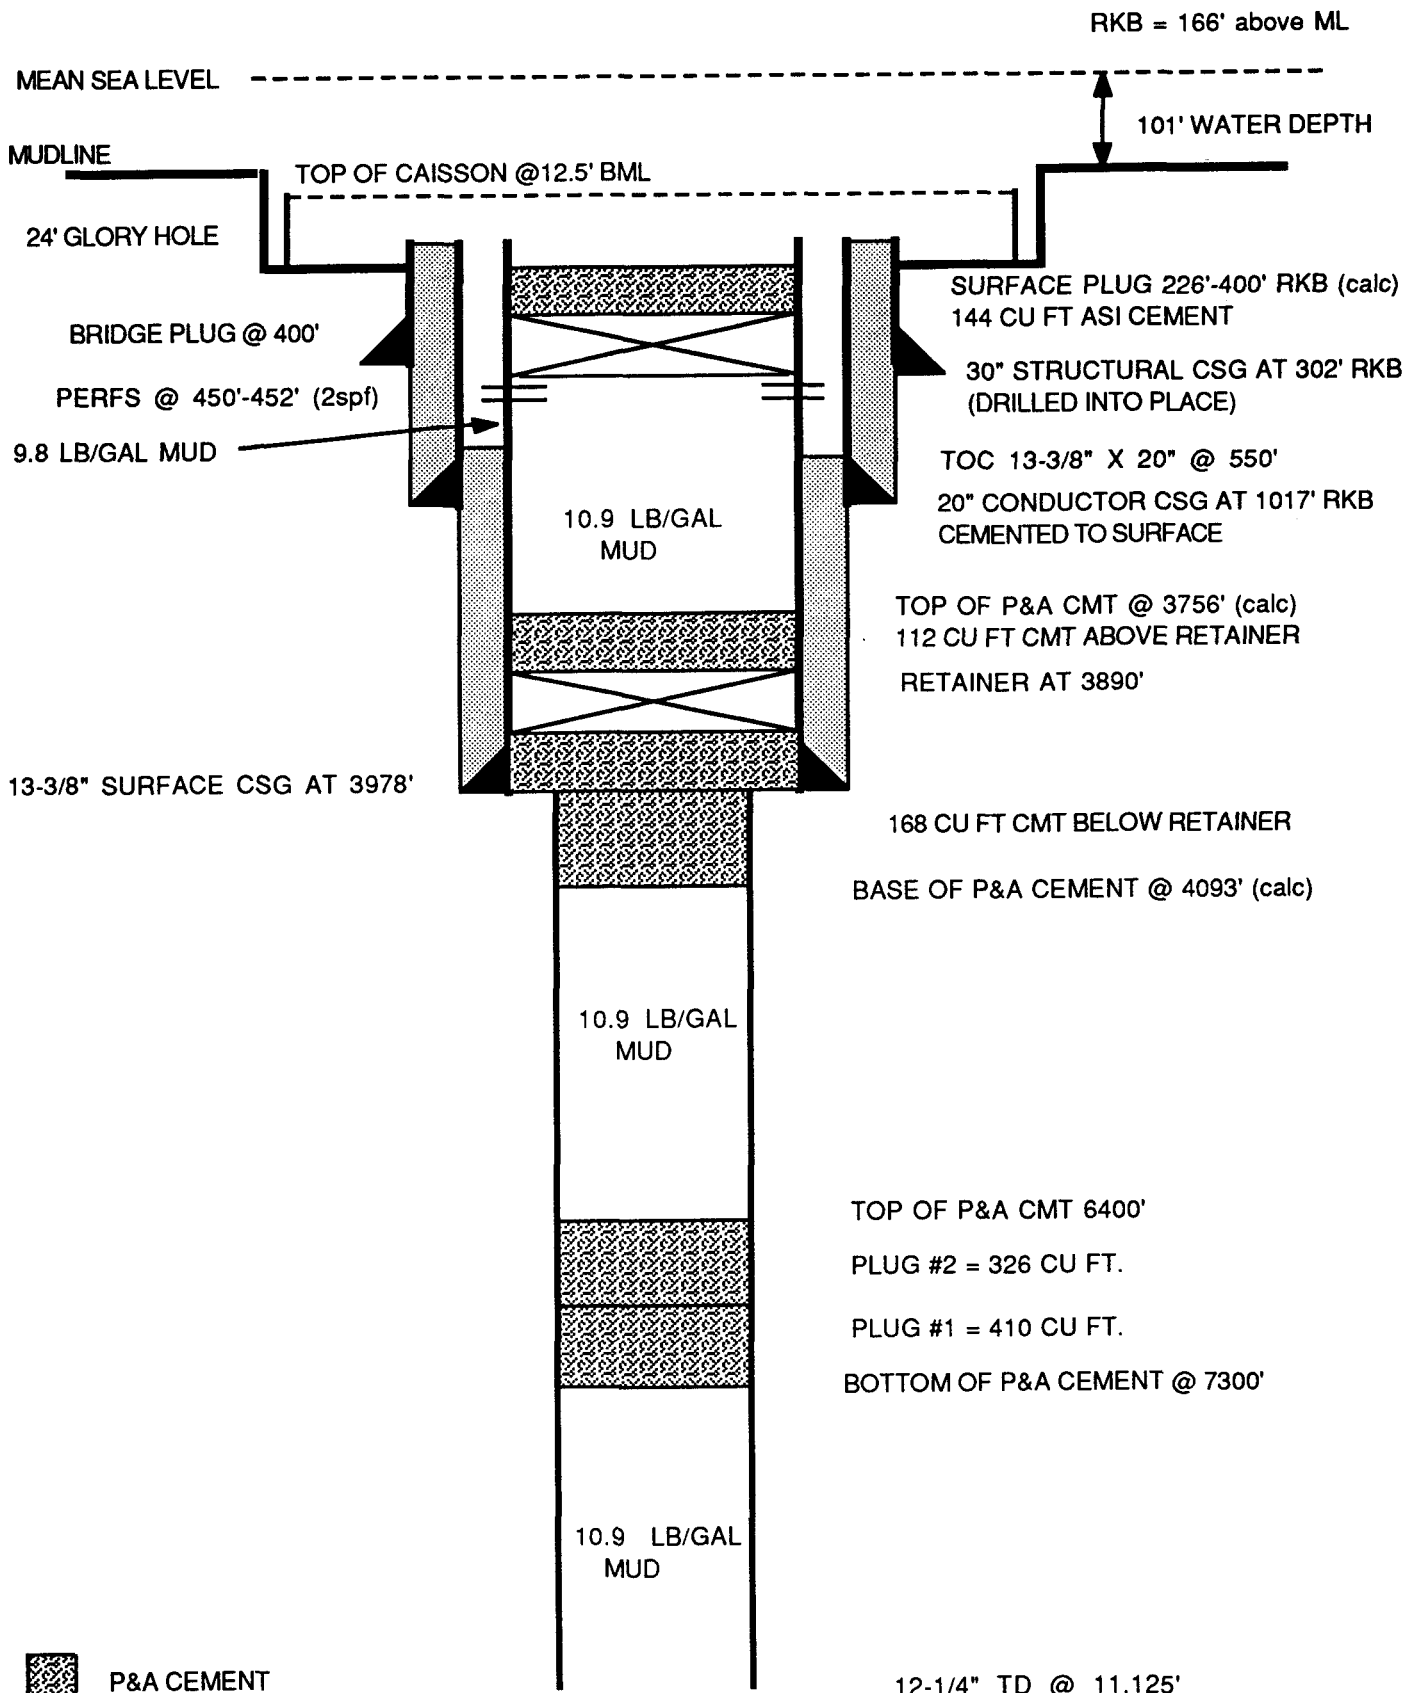 RKB = 166' above ML
MEAN SEA LEVEL
101' WATER DEPTH
MUDLINE
TOP OF CAISSON @12.5' BML
24' GLORY HOLE
SURFACE PLUG 226'-400' RKB (calc)
144 CU FT ASI CEMENT
BRIDGE PLUG @ 400'
30" STRUCTURAL CSG AT 302' RKB
(DRILLED INTO PLACE)
PERFS @ 450'-452' (2spf)
9.8 LB/GAL MUD
TOC 13-3/8" X 20" @ 550'
20" CONDUCTOR CSG AT 1017' RKB
CEMENTED TO SURFACE
10.9 LB/GAL
MUD
TOP OF P&A CMT @ 3756' (calc)
112 CU FT CMT ABOVE RETAINER
RETAINER AT 3890'
13-3/8" SURFACE CSG AT 3978'
168 CU FT CMT BELOW RETAINER
BASE OF P&A CEMENT @ 4093' (calc)
10.9 LB/GAL
MUD
TOP OF P&A CMT 6400'
PLUG #2 = 326 CU FT.
PLUG #1 = 410 CU FT.
BOTTOM OF P&A CEMENT @ 7300'
10.9 LB/GAL
MUD
P&A CEMENT
12-1/4" TD @ 11,125'